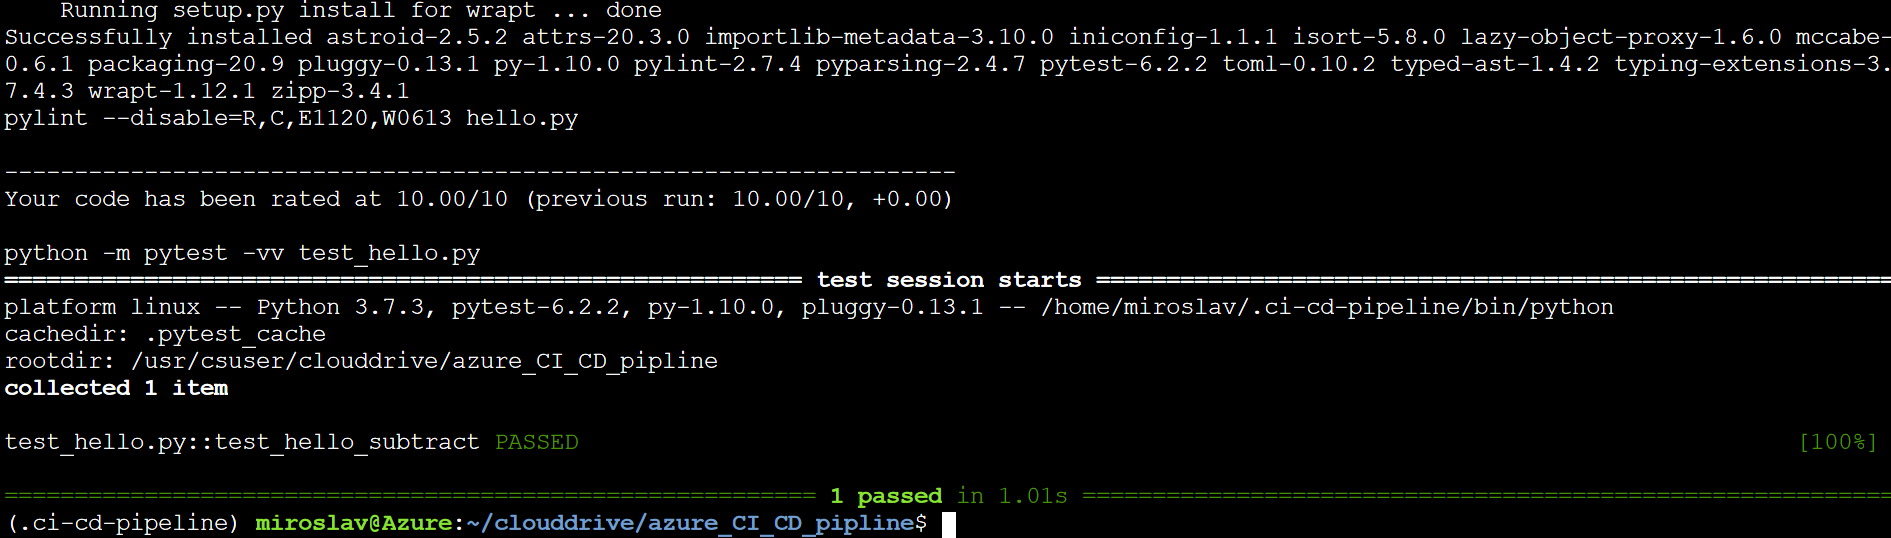 Running setup.py install for wrapt ... done
Successfully installed astroid-2.5.2 attrs-20.3.0 importlib-metadata-3.10.0 iniconfig-1.1.1 isort-5.8.0 lazy-object-proxy-1.6.0 mccabe-
0.6.1 packaging-20.9 pluggy-0.13.1 py-1.10.0 pylint-2.7.4 pyparsing-2.4.7 pytest-6.2.2 toml-0.10.2 typed-ast-1.4.2 typing-extensions-3.
7.4.3 wrapt-1.12.1 zipp-3.4.1
pylint --disable=R,C,E1120,W0613 hello.py

--------------------------------------------------------------------
Your code has been rated at 10.00/10 (previous run: 10.00/10, +0.00)

python -m pytest -vv test_hello.py
========================================================= test session starts =========================================================
platform linux -- Python 3.7.3, pytest-6.2.2, py-1.10.0, pluggy-0.13.1 -- /home/miroslav/.ci-cd-pipeline/bin/python
cachedir: .pytest_cache
rootdir: /usr/csuser/clouddrive/azure_CI_CD_pipline
collected 1 item

test_hello.py::test_hello_subtract PASSED                                                                                       [100%]

========================================================== 1 passed in 1.01s ==========================================================
(.ci-cd-pipeline) miroslav@Azure:~/clouddrive/azure_CI_CD_pipline$